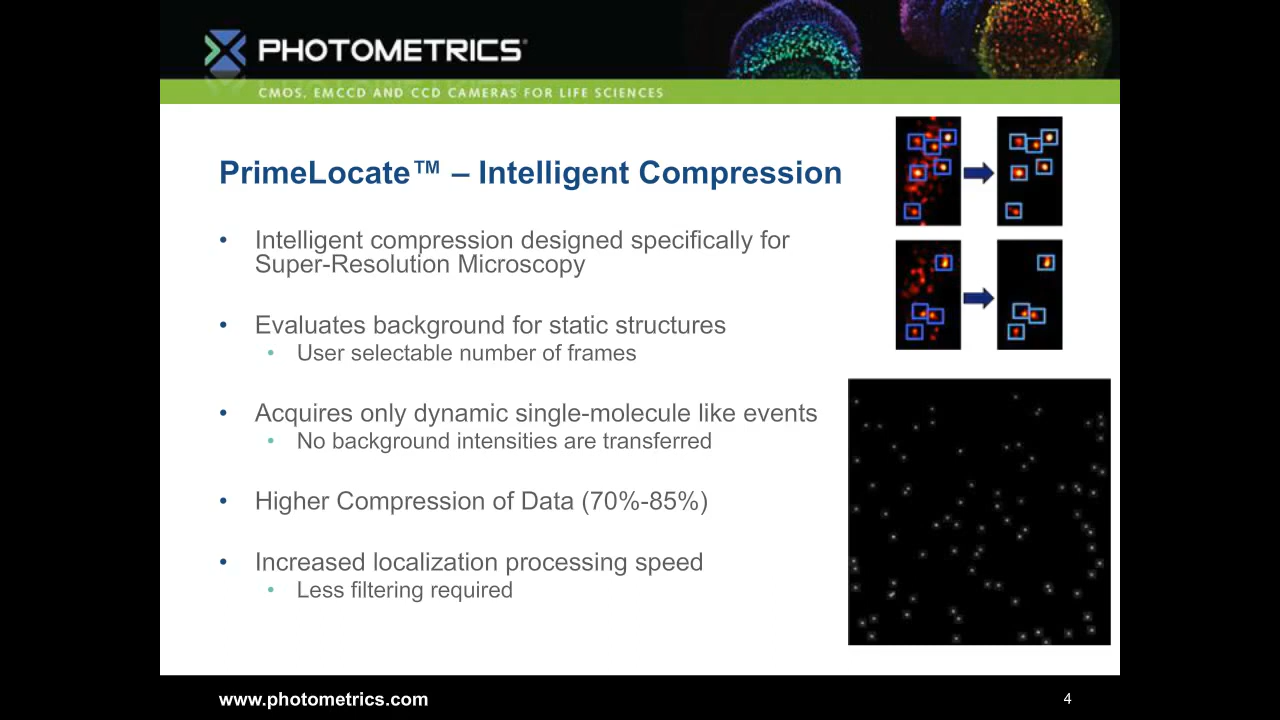 PHOTOMETRICS®
CMOS, EMCCD AND CCD CAMERAS FOR LIFE SCIENCES
PrimeLocate™ – Intelligent Compression
• Intelligent compression designed specifically for
Super-Resolution Microscopy
• Evaluates background for static structures
• User selectable number of frames
• Acquires only dynamic single-molecule like events
• No background intensities are transferred
• Higher Compression of Data (70%-85%)
• Increased localization processing speed
• Less filtering required
www.photometrics.com
4